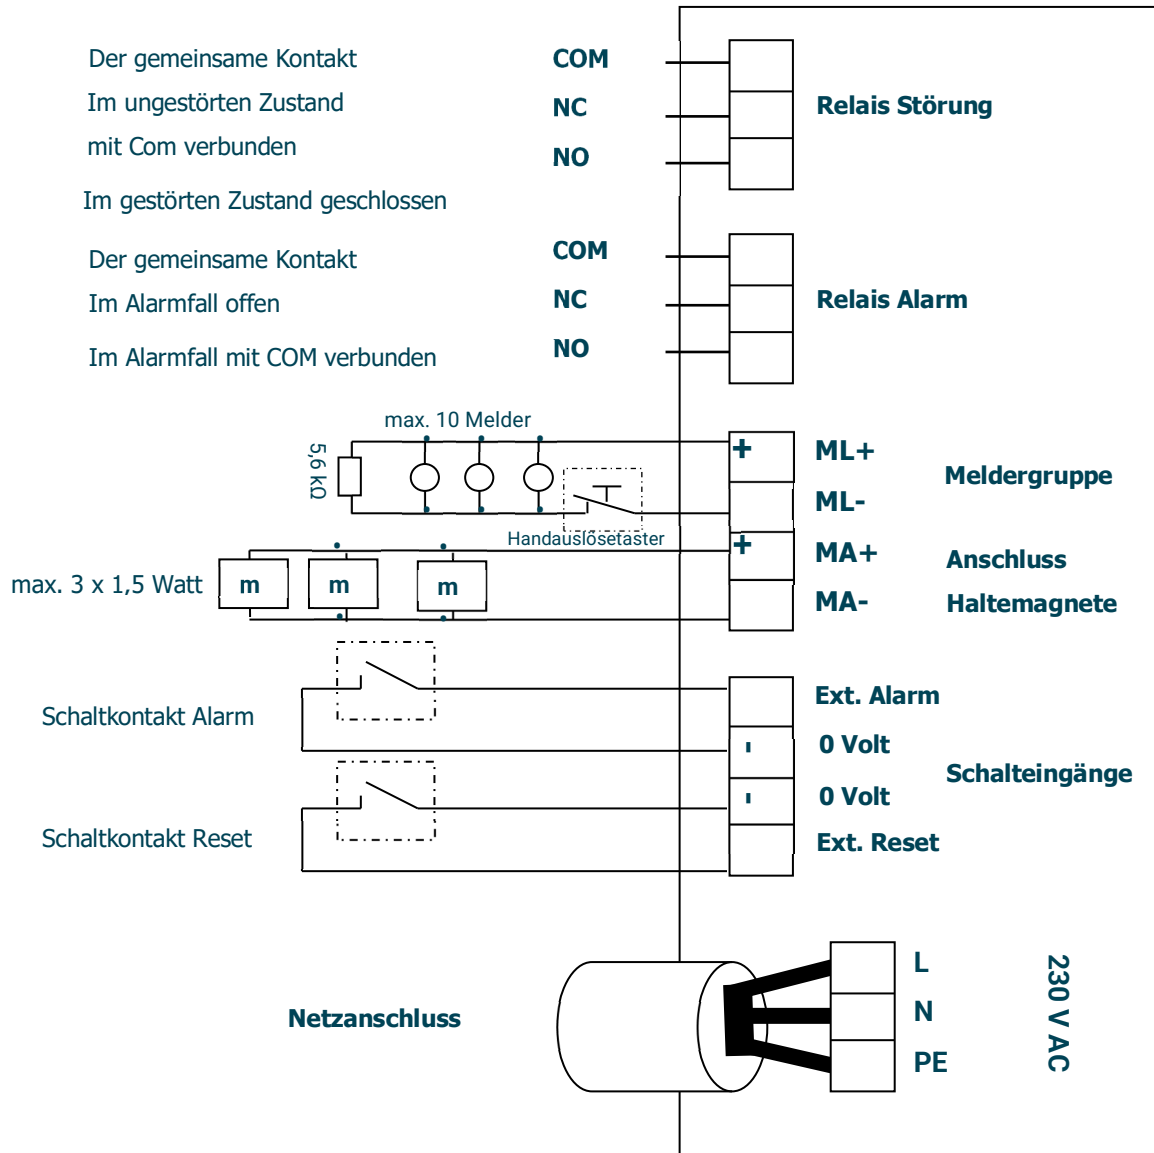 Der gemeinsame Kontakt
COM
Im ungestörten Zustand
NC
Relais Störung
mit Com verbunden
NO
Im gestörten Zustand geschlossen
Der gemeinsame Kontakt
COM
Im Alarmfall offen
NC
Relais Alarm
Im Alarmfall mit COM verbunden
NO
max. 10 Melder
5,6 kΩ
+
ML+
Meldergruppe
ML-
Handauslösetaster
+
MA+
Anschluss
max. 3 x 1,5 Watt
m
m
m
MA-
Haltemagnete
Schaltkontakt Alarm
Ext. Alarm
-
0 Volt
Schalteingänge
-
0 Volt
Schaltkontakt Reset
Ext. Reset
Netzanschluss
L
N
PE
230 V AC